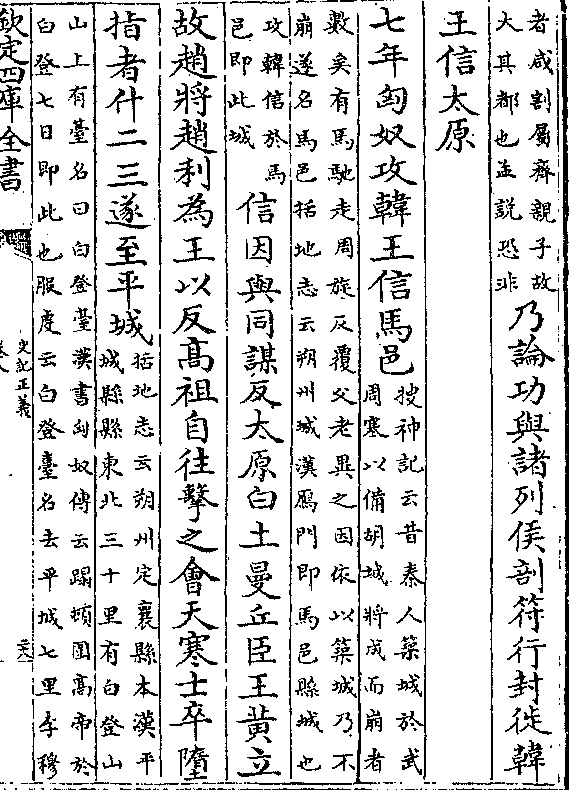 者咸割屬齊親子故
大其都也孟說恐非
乃論功與諸列侯剖符行封徙韓
王信太原
七年匈奴攻韓王信馬邑
搜神記云昔秦人築城於武
周塞以備胡城將成而崩者
數矣有馬馳走周旋反覆父老異之因依以築城乃不
崩遂名馬邑括地志云朔州城漢鴈門即馬邑縣城也
攻韓信於馬
邑即此城
信因與同謀反太原白土曼丘臣王黃立
故趙將趙利為王以反高祖自往擊之會天寒士卒墮
指者什二三遂至平城
括地志云朔州定襄縣本漢平
城縣縣東北三十里有白登山
山上有臺名曰白登臺漢書匈奴傳云蹋頓圍高帝於
白登七日即此也服虔云白登臺名去平城七里李穆
欽定四庫全書
史記正義
卷八
二十八